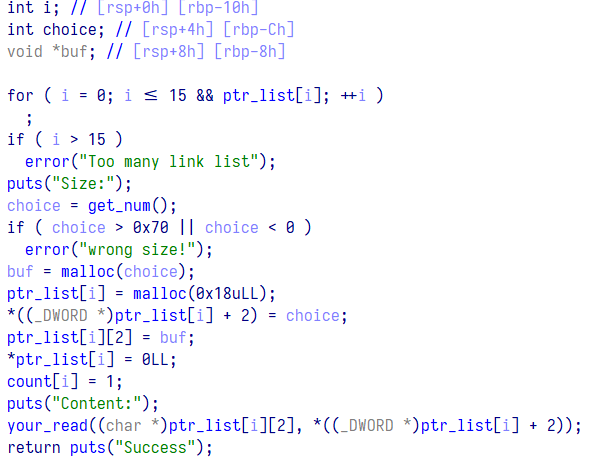 int i; // [rsp+0h] [rbp-10h]
int choice; // [rsp+4h] [rbp-Ch]
void *buf; // [rsp+8h] [rbp-8h]
for ( i = 0; i ≤ 15 && ptr_list[i]; ++i )
;
if ( i > 15 )
error("Too many link list");
puts("Size:");
choice = get_num();
if ( choice > 0x70 || choice < 0 )
error("wrong size!");
buf = malloc(choice);
ptr_list[i] = malloc(0x18uLL);
*((_DWORD *)ptr_list[i] + 2) = choice;
ptr_list[i][2] = buf;
*ptr_list[i] = 0LL;
count[i] = 1;
puts("Content:");
your_read((char *)ptr_list[i][2], *((_DWORD *)ptr_list[i] + 2));
return puts("Success");